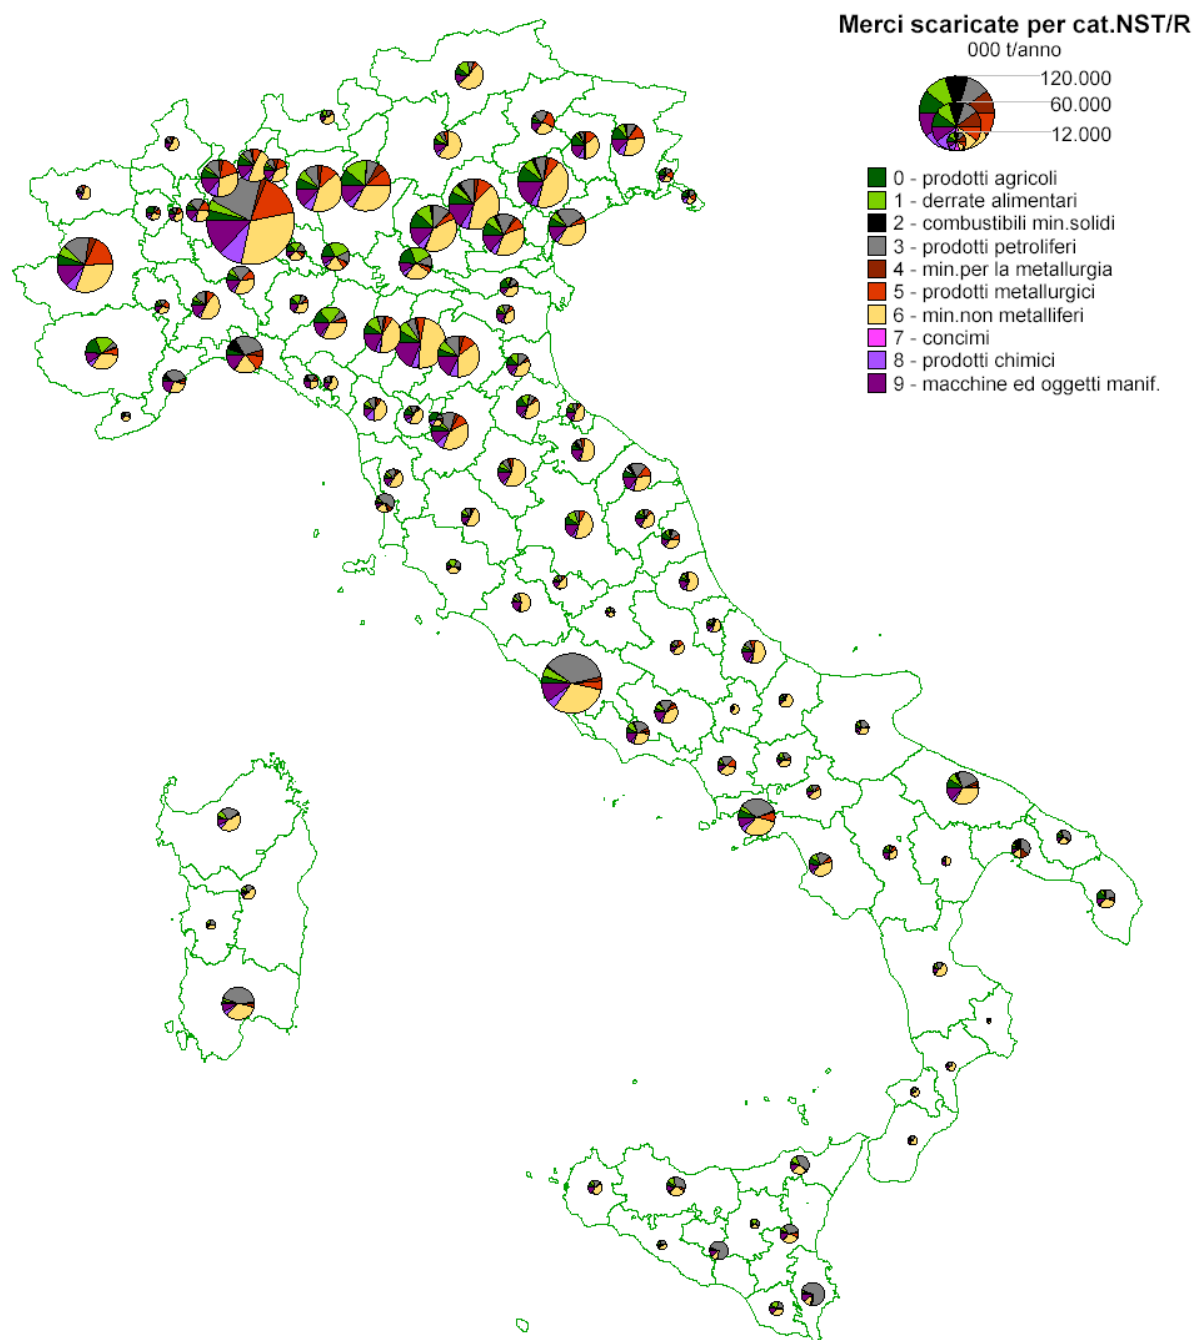 Merci scaricate per cat.NST/R
000 t/anno
120.000
60.000
12.000
0 - prodotti agricoli
1 - derrate alimentari
2 - combustibili min.solidi
3 - prodotti petroliferi
4 - min.per la metallurgia
5 - prodotti metallurgici
6 - min.non metalliferi
7 - concimi
8 - prodotti chimici
9 - macchine ed oggetti manif.